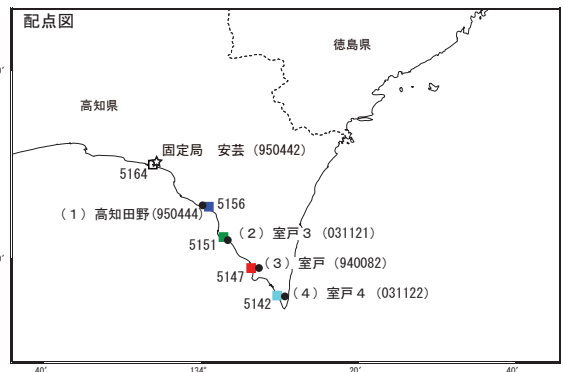 配点図
徳島県
0′
高知県
固定局 安芸（950442）
5164
5156
（１）高知田野(950444)
（２）室戸３（031121）
5151
0′
（３）室戸（940082）
5147
（４）室戸４（031122）
5142
40′ 134° 20′ 40′